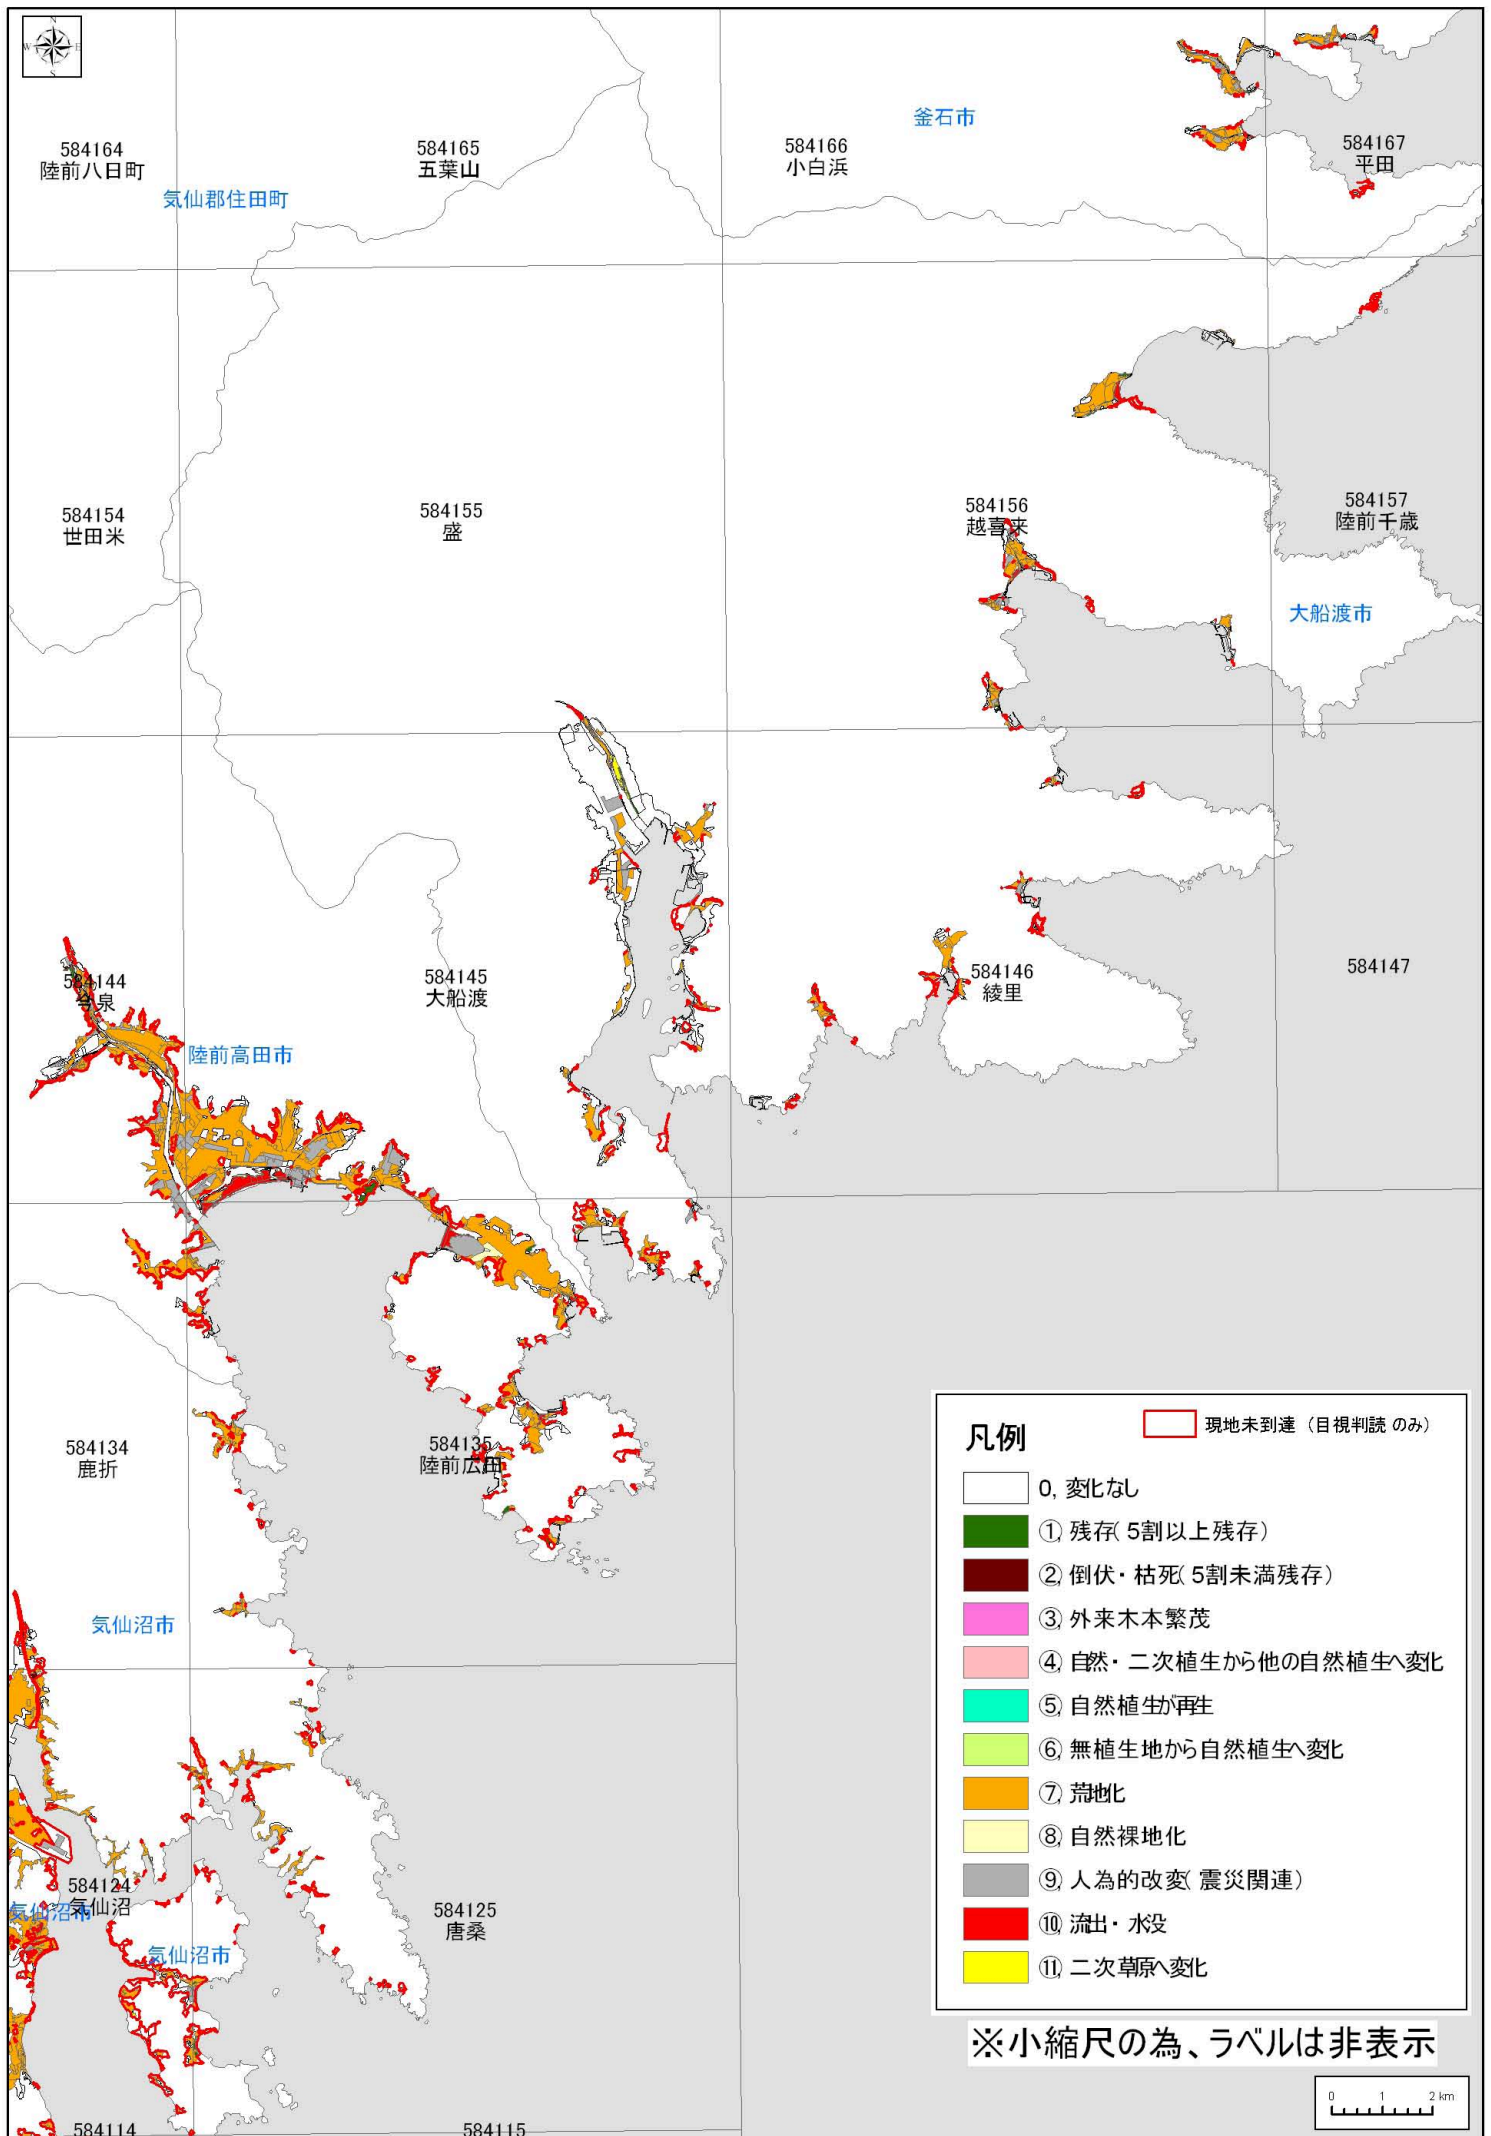 N
W E
S
釜石市
584164
陸前八日町
584165
五葉山
584166
小白浜
584167
平田
気仙郡住田町
584154
世田米
584155
盛
584156
越喜来
584157
陸前千歳
大船渡市
584144
今泉
584145
大船渡
584146
綾里
584147
陸前高田市
584134
鹿折
584135
陸前広田
気仙沼市
584124
気仙沼
気仙沼市
気仙沼市
584125
唐桑
584114
584115
凡例
現地未到達（目視判読のみ）
0, 変化なし
①, 残存（5割以上残存）
②, 倒伏・枯死（5割未満残存）
③, 外来木本繁茂
④, 自然・二次植生から他の自然植生へ変化
⑤, 自然植生が再生
⑥, 無植生地から自然植生へ変化
⑦, 荒地化
⑧, 自然裸地化
⑨, 人為的改変（震災関連）
⑩, 流出・水没
⑪, 二次草原へ変化
※小縮尺の為、ラベルは非表示
0 1 2 km